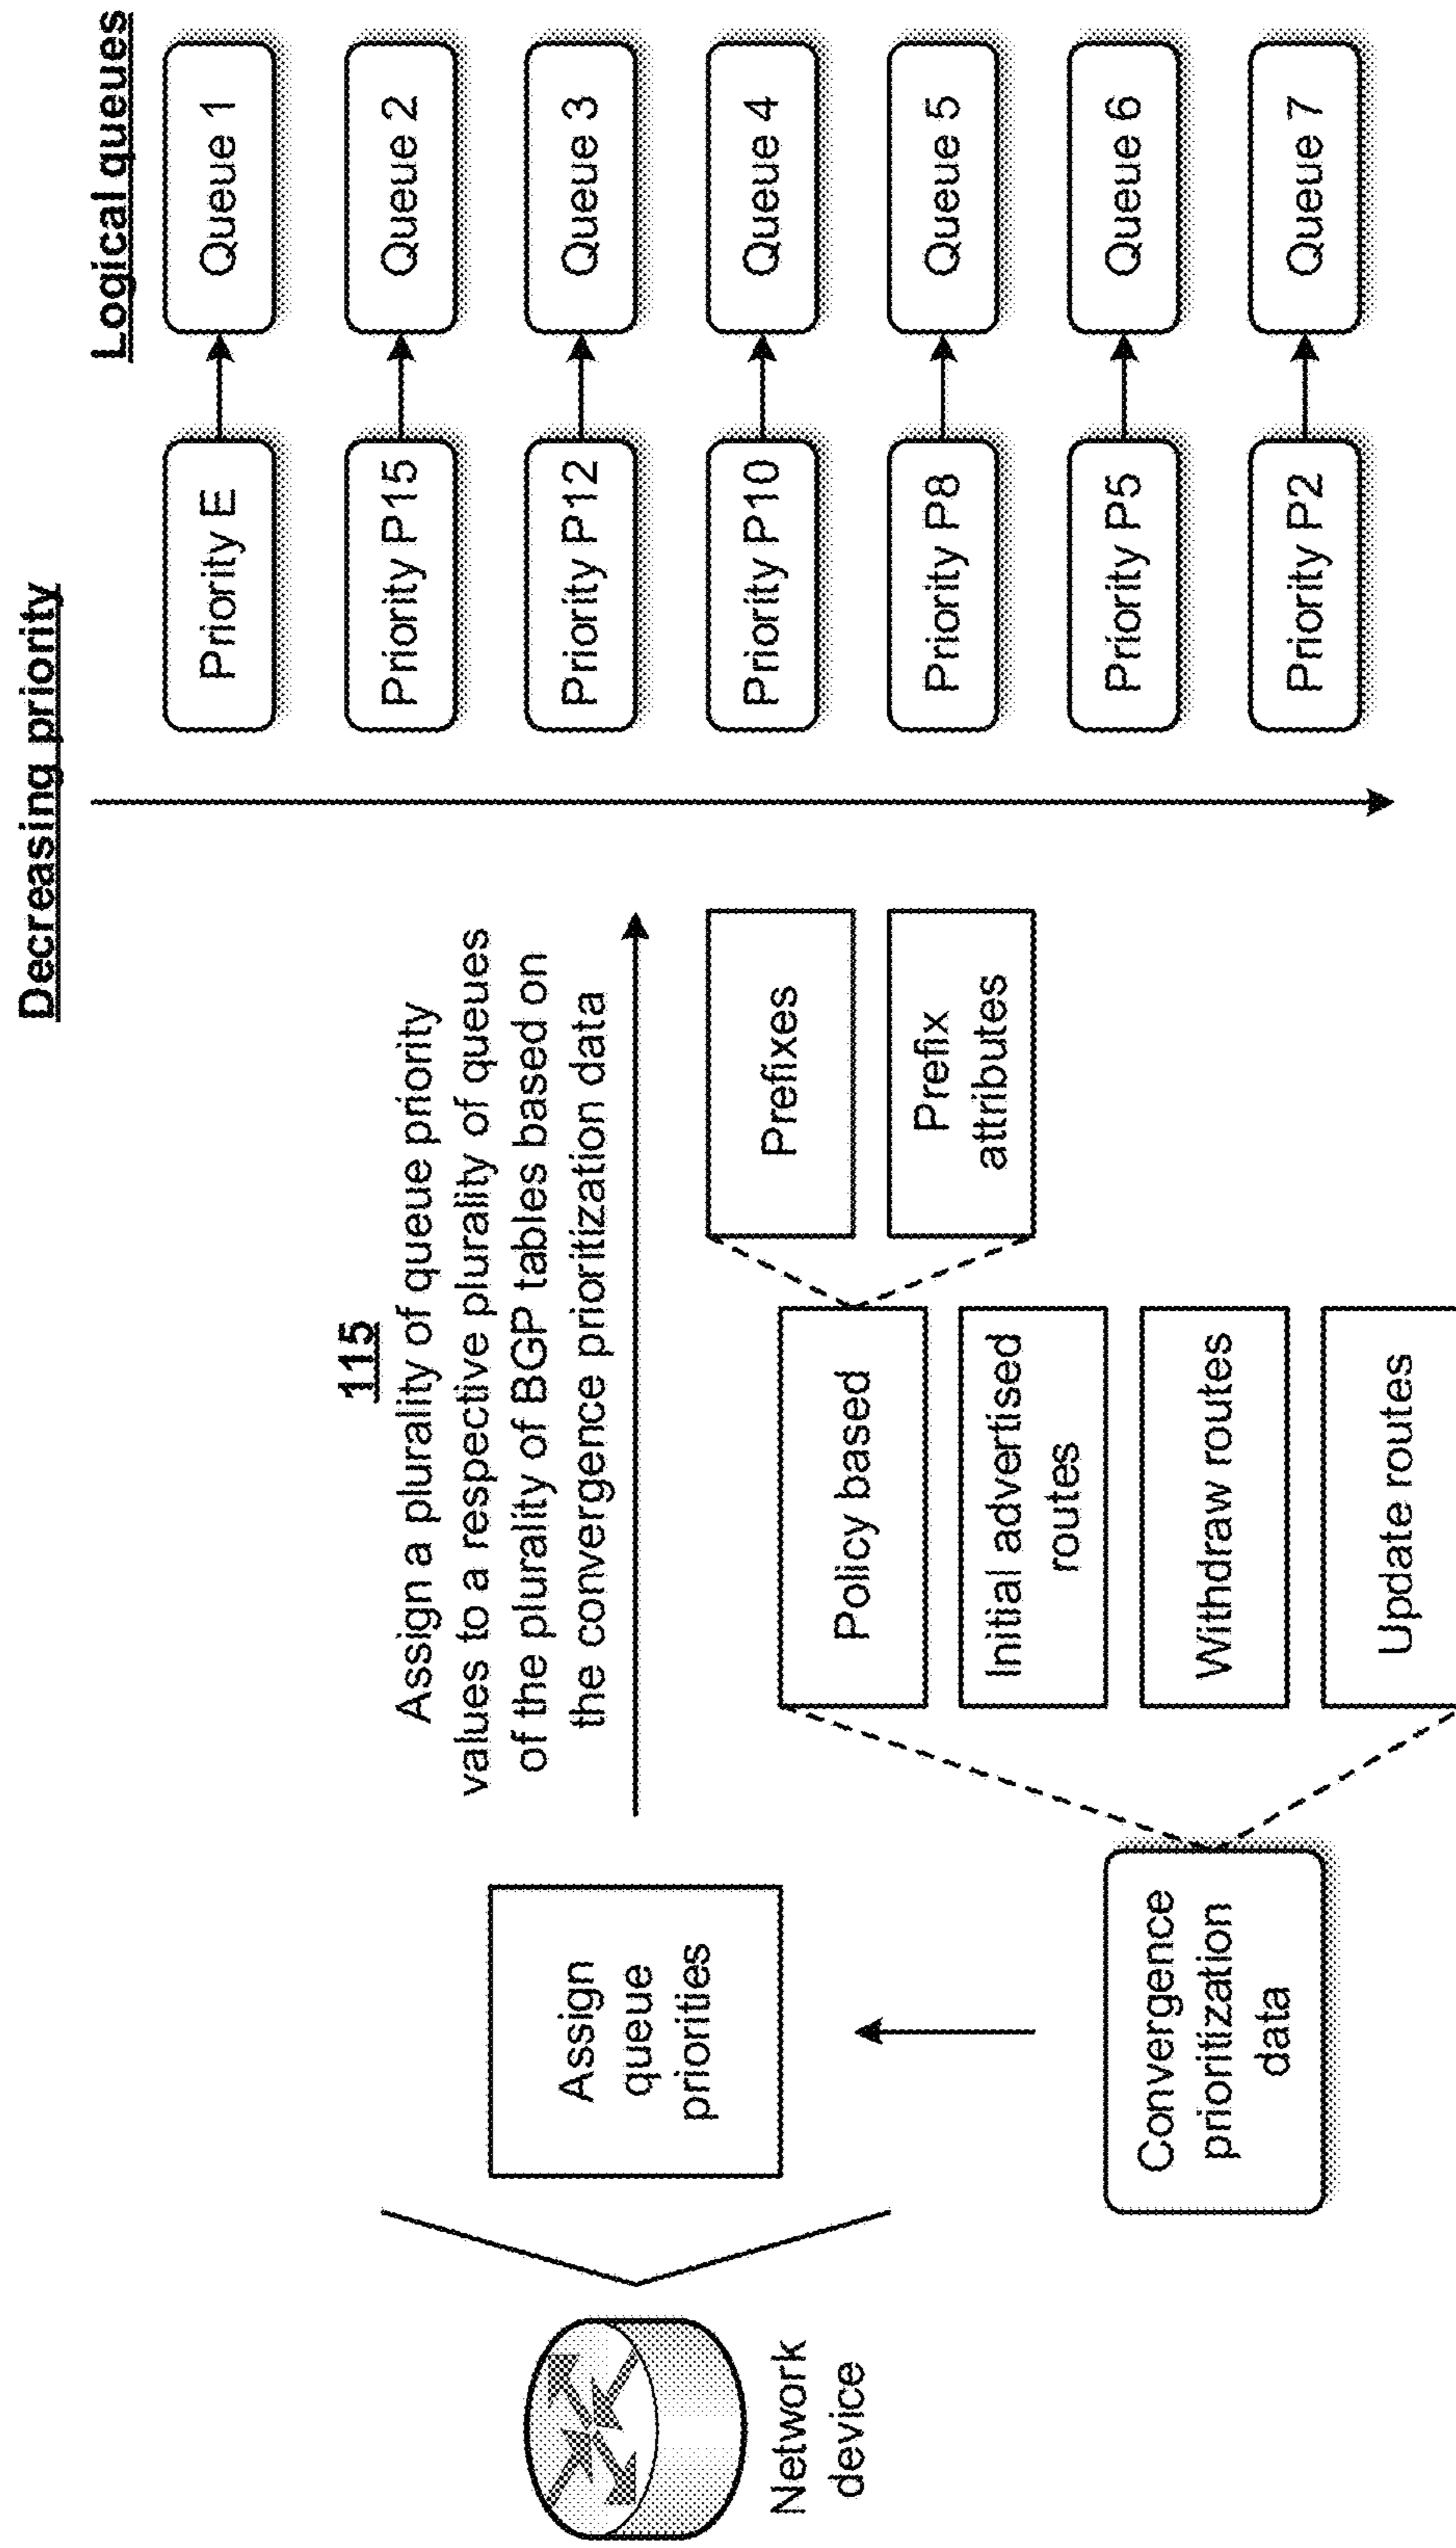 Network
device
Assign
queue
priorities
Convergence
prioritization
data
115
Assign a plurality of queue priority
values to a respective plurality of queues
of the plurality of BGP tables based on
the convergence prioritization data
Policy based
Initial advertised
routes
Withdraw routes
Update routes
Prefixes
Prefix
attributes
Decreasing priority
Logical queues
Priority E
Queue 1
Priority P15
Queue 2
Priority P12
Queue 3
Priority P10
Queue 4
Priority P8
Queue 5
Priority P5
Queue 6
Priority P2
Queue 7